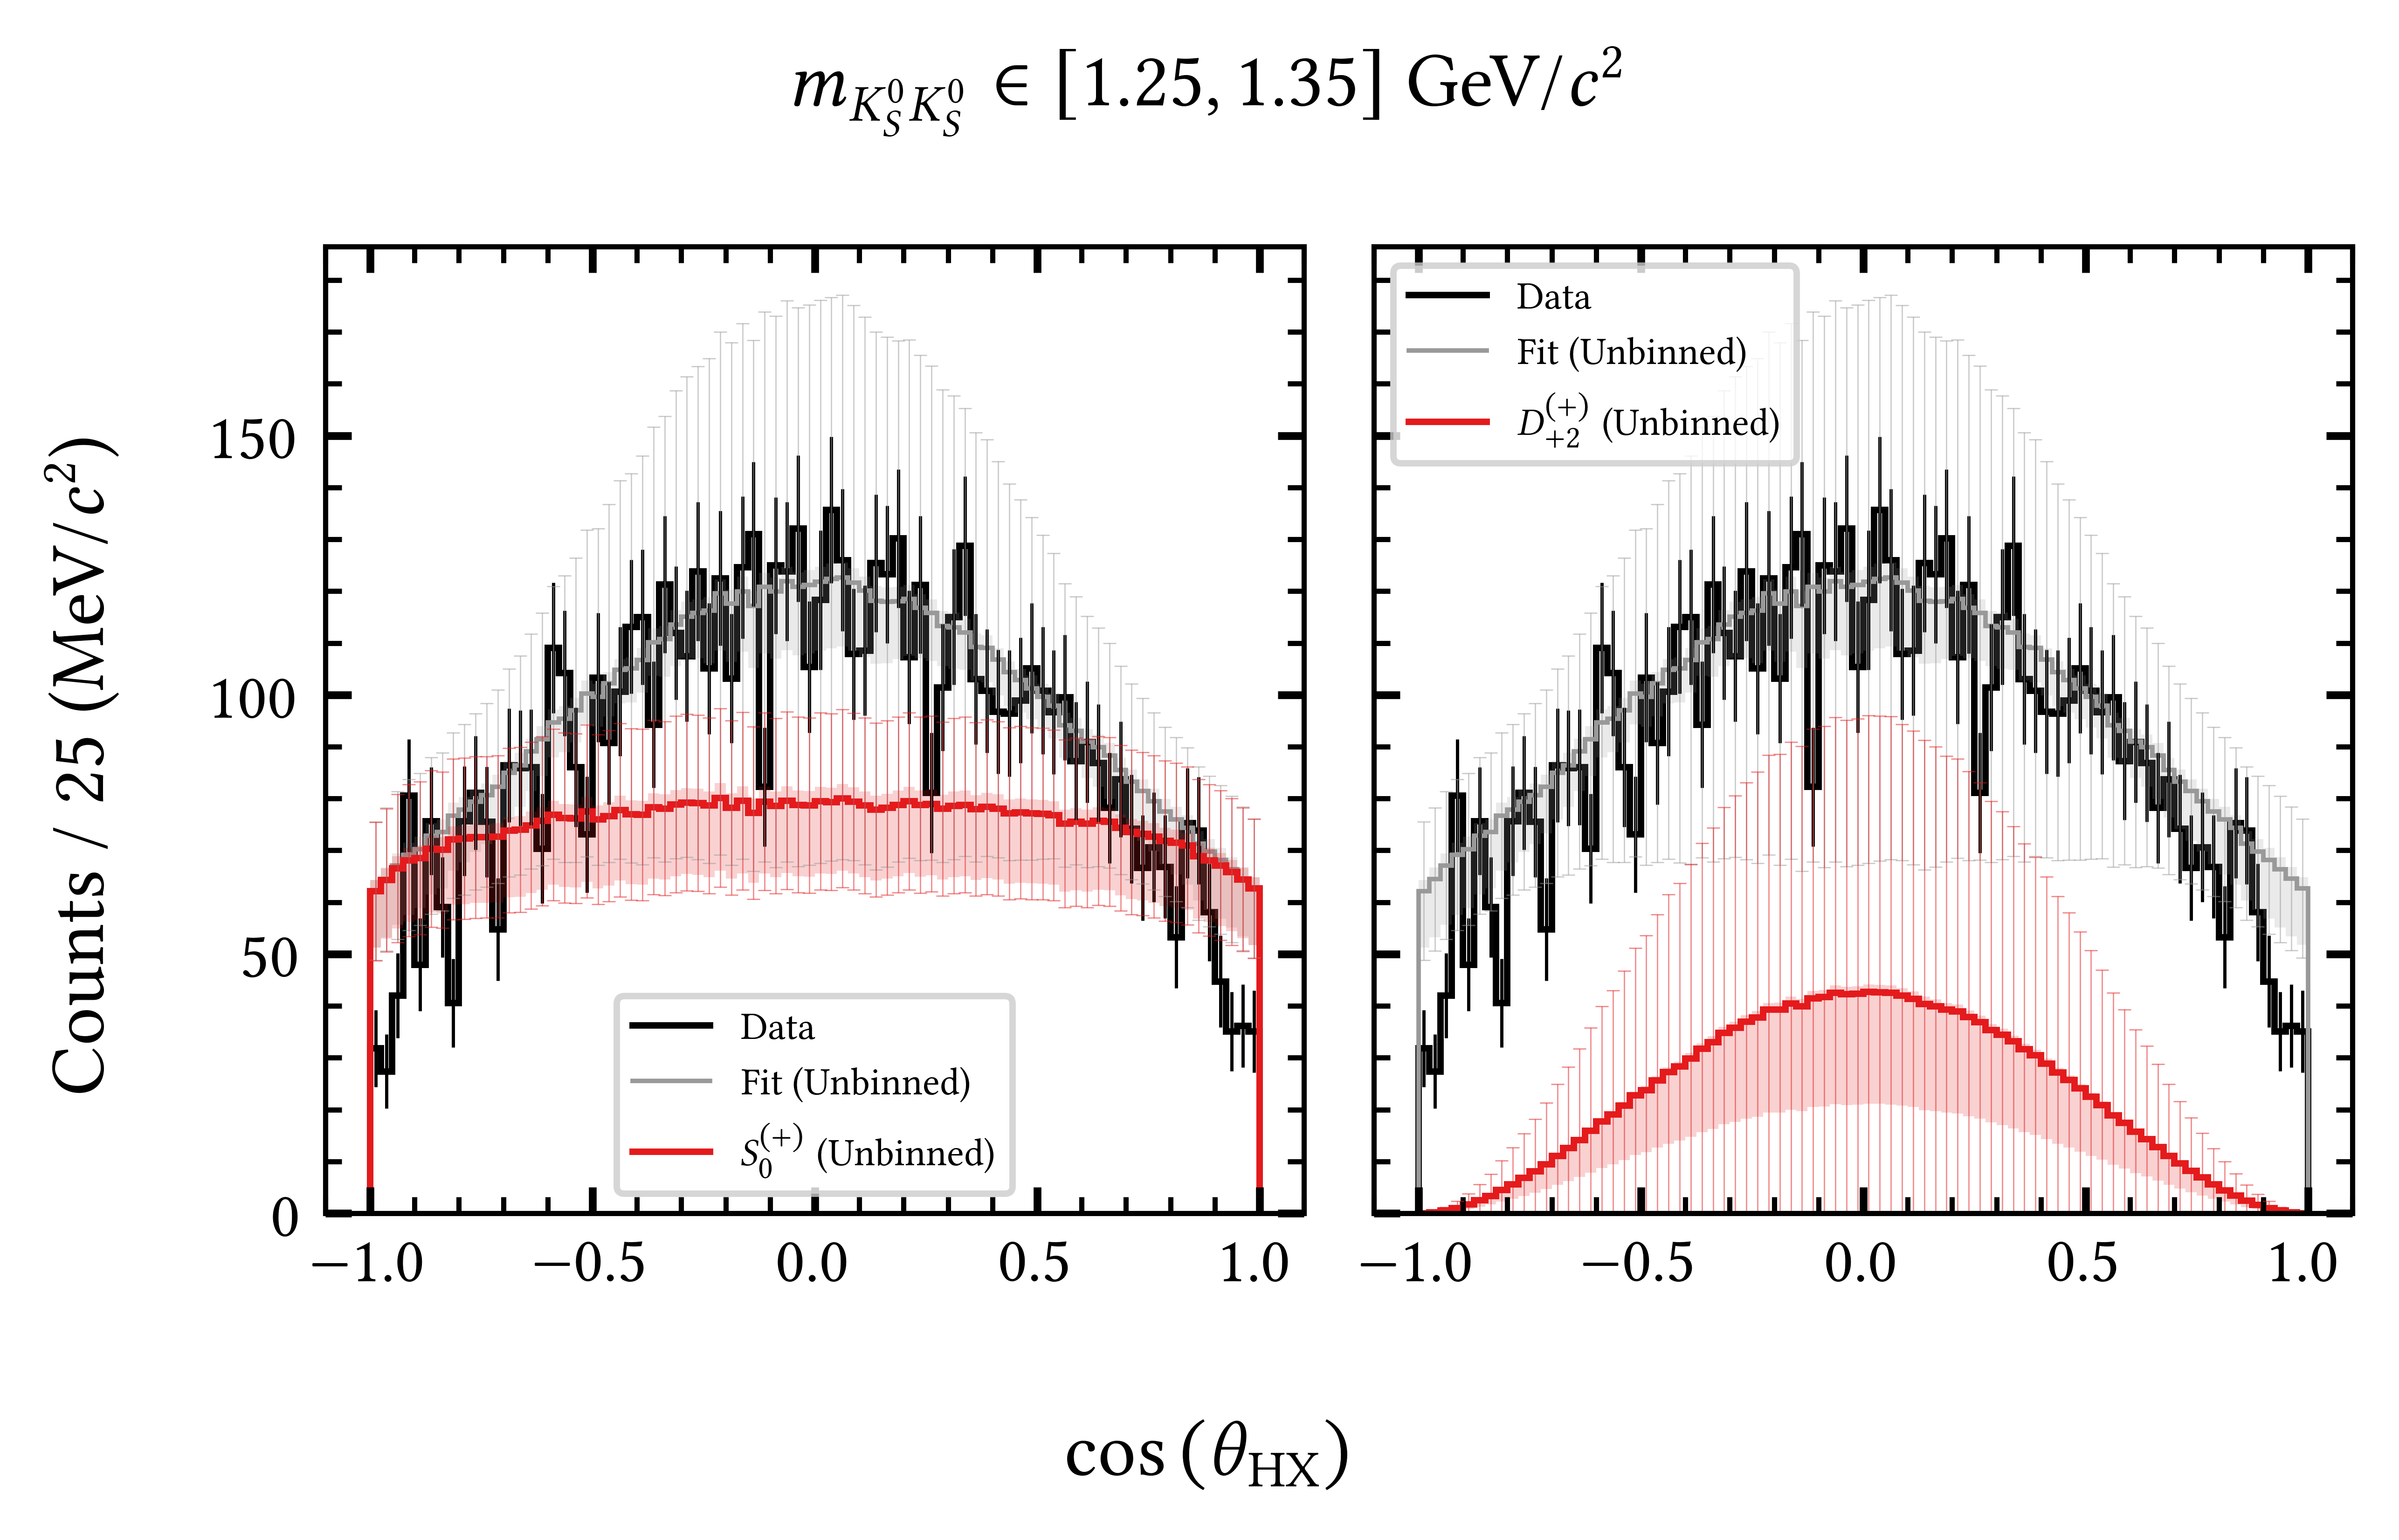 m_{K_S^0 K_S^0} ∈ [1.25, 1.35] GeV/c²
Counts / 25 (MeV/c²)
150
100
50
0
Data
Fit (Unbinned)
S_0^{(+)} (Unbinned)
−1.0 −0.5 0.0 0.5 1.0
Data
Fit (Unbinned)
D_{+2}^{(+)} (Unbinned)
−1.0 −0.5 0.0 0.5 1.0
cos (θ_{HX})